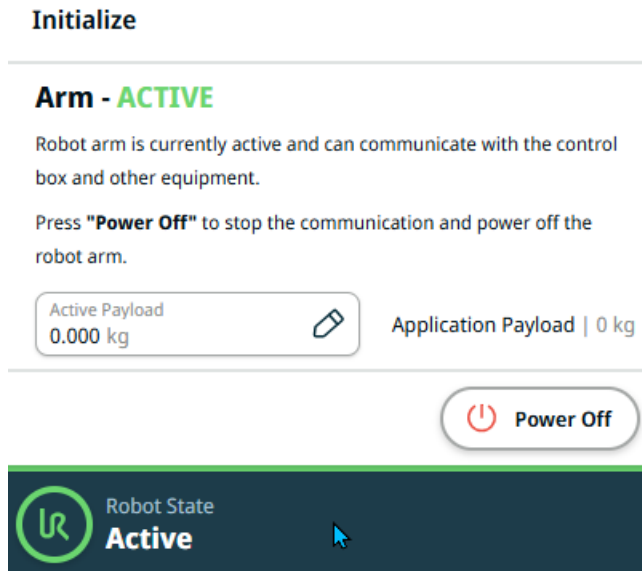 Initialize
Arm - ACTIVE
Robot arm is currently active and can communicate with the control
box and other equipment.
Press "Power Off" to stop the communication and power off the
robot arm.
Active Payload
0.000 kg
Application Payload | 0 kg
Power Off
Robot State
Active